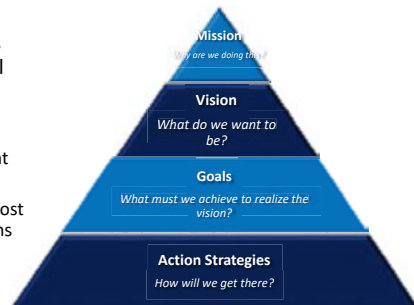 Mission
Why are we doing this?
Vision
What do we want to
be?
Goals
What must we achieve to realize the
vision?
Action Strategies
How will we get there?
ost